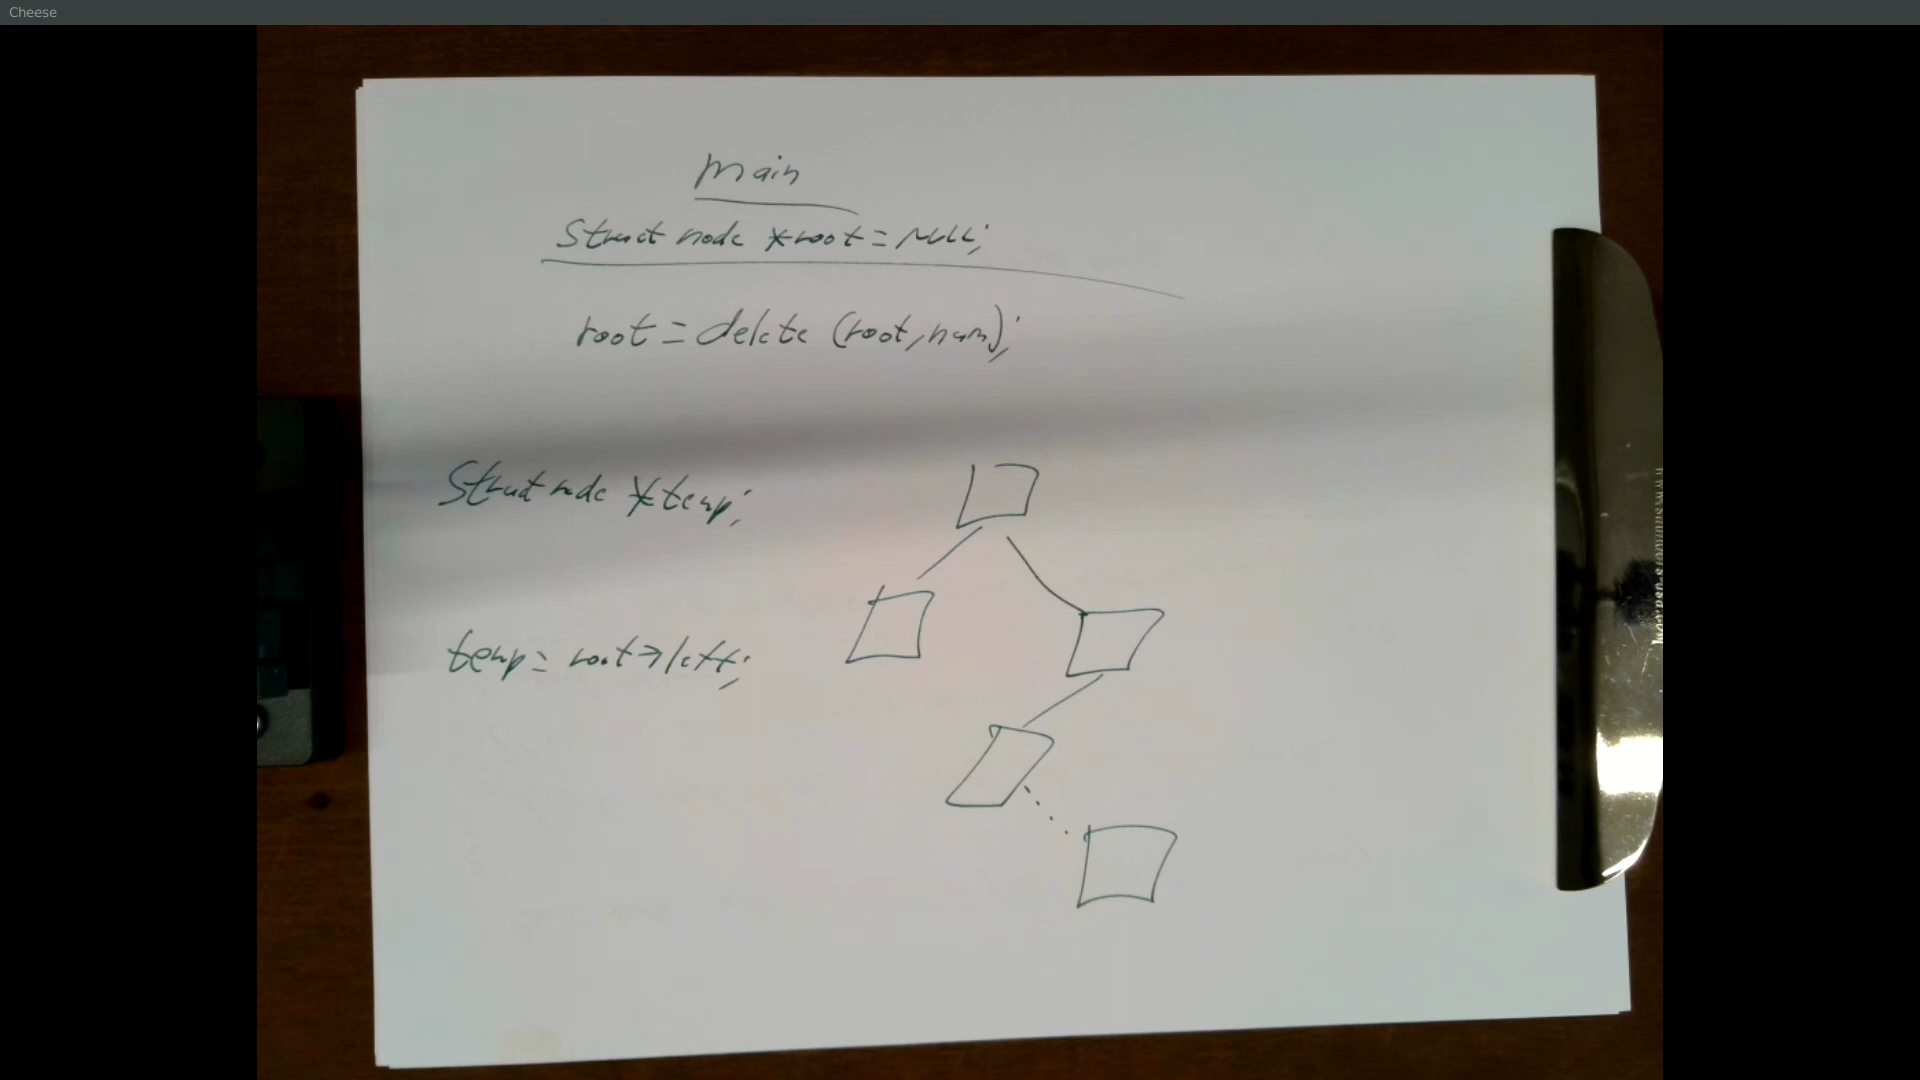 Cheese
main
struct node *root = NULL;
root = delete (root, num);
struct node *temp;
temp = root->left;